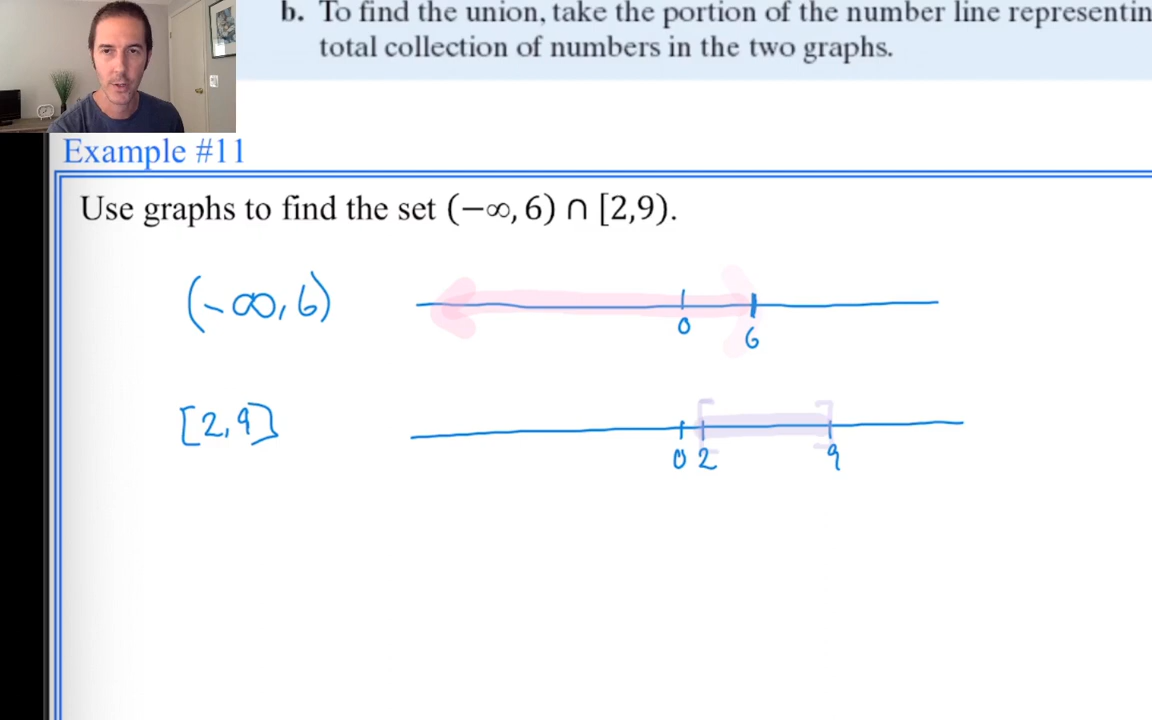 b. To find the union, take the portion of the number line representin
total collection of numbers in the two graphs.
Example #11
Use graphs to find the set (−∞, 6) ∩ [2,9).
(-∞, 6)
0
6
[2, 9]
0 2 9